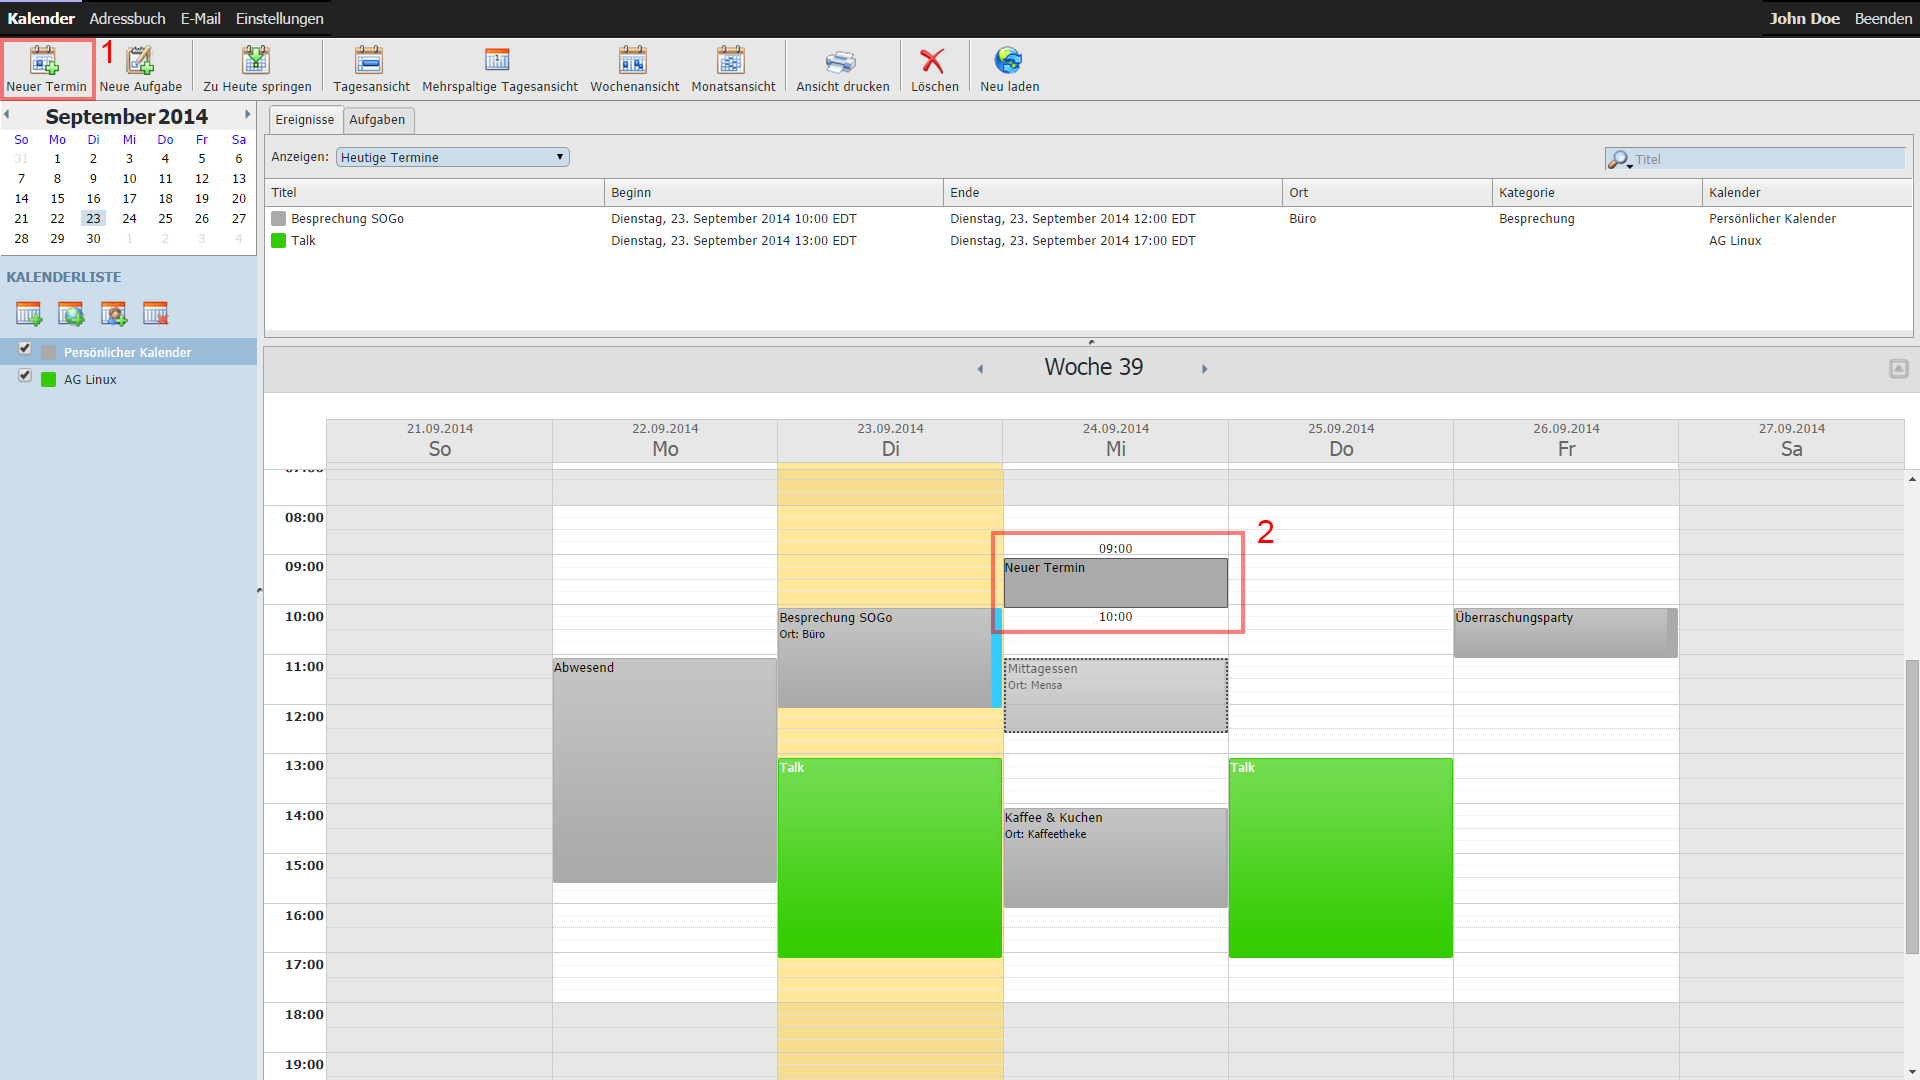 Kalender Adressbuch E-Mail Einstellungen John Doe Beenden
1
Neuer Termin Neue Aufgabe Zu Heute springen Tagesansicht Mehrspaltige Tagesansicht Wochenansicht Monatsansicht Ansicht drucken Löschen Neu laden
September 2014
So Mo Di Mi Do Fr Sa
31 1 2 3 4 5 6
7 8 9 10 11 12 13
14 15 16 17 18 19 20
21 22 23 24 25 26 27
28 29 30 1 2 3 4
KALENDERLISTE
Persönlicher Kalender
AG Linux
Ereignisse Aufgaben
Anzeigen: Heutige Termine Titel
Titel Beginn Ende Ort Kategorie Kalender
Besprechung SOGo Dienstag, 23. September 2014 10:00 EDT Dienstag, 23. September 2014 12:00 EDT Büro Besprechung Persönlicher Kalender
Talk Dienstag, 23. September 2014 13:00 EDT Dienstag, 23. September 2014 17:00 EDT AG Linux
Woche 39
21.09.2014 22.09.2014 23.09.2014 24.09.2014 25.09.2014 26.09.2014 27.09.2014
So Mo Di Mi Do Fr Sa
08:00
2
09:00
09:00 Neuer Termin
10:00 Besprechung SOGo 10:00 Überraschungsparty
Ort: Büro
11:00 Abwesend Mittagessen
Ort: Mensa
12:00
13:00 Talk Talk
14:00 Kaffee & Kuchen
Ort: Kaffeetheke
15:00
16:00
17:00
18:00
19:00